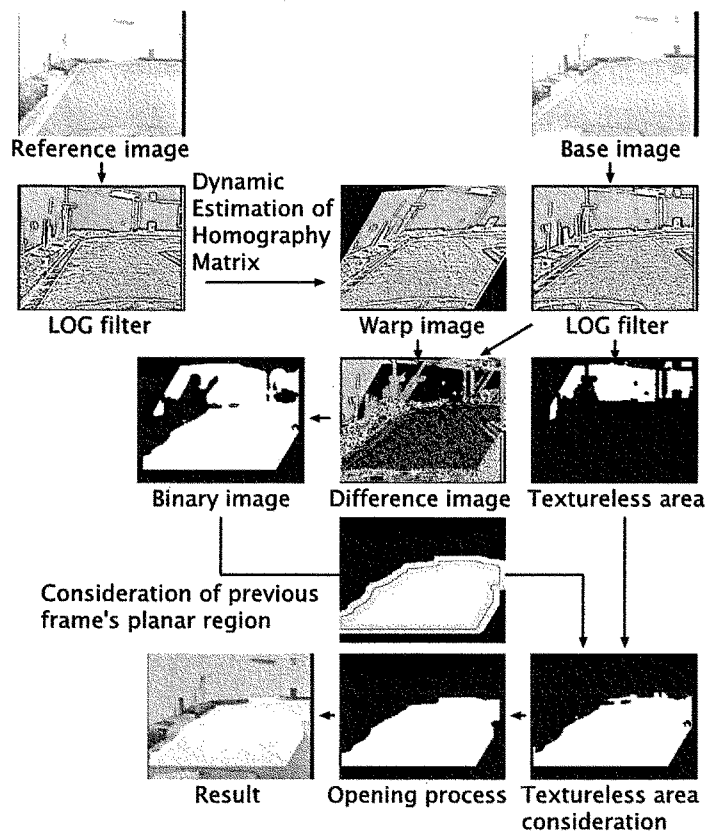 Reference image
Base image
Dynamic
Estimation of
Homography
Matrix
LOG filter
Warp image
LOG filter
Binary image
Difference image
Textureless area
Consideration of previous
frame's planar region
Result
Opening process
Textureless area
consideration